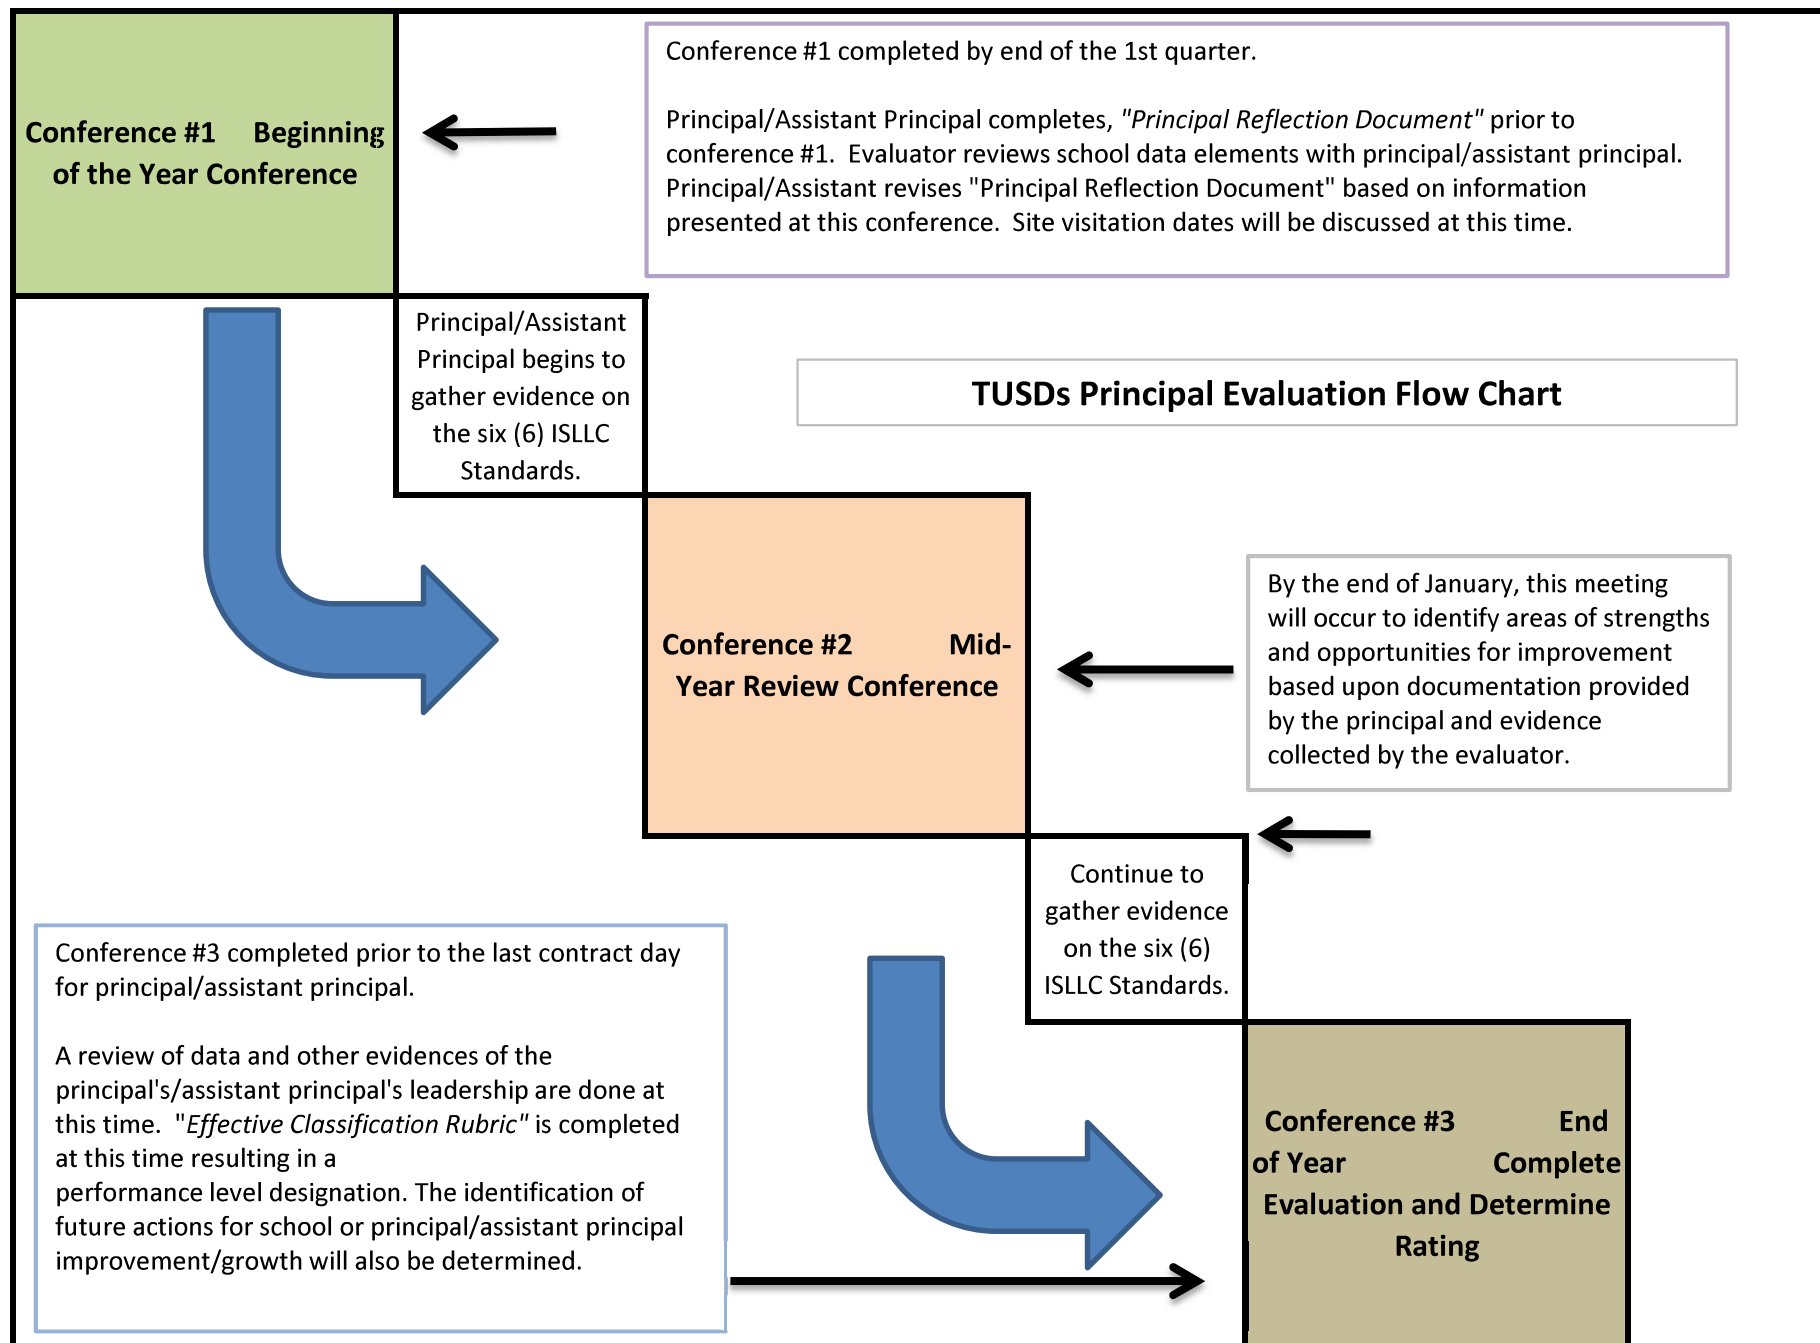 Conference #1 Beginning
of the Year Conference
Conference #1 completed by end of the 1st quarter.
Principal/Assistant Principal completes, "Principal Reflection Document" prior to
conference #1. Evaluator reviews school data elements with principal/assistant principal.
Principal/Assistant revises "Principal Reflection Document" based on information
presented at this conference. Site visitation dates will be discussed at this time.
Principal/Assistant
Principal begins to
gather evidence on
the six (6) ISLLC
Standards.
TUSDs Principal Evaluation Flow Chart
Conference #2 Mid-
Year Review Conference
By the end of January, this meeting
will occur to identify areas of strengths
and opportunities for improvement
based upon documentation provided
by the principal and evidence
collected by the evaluator.
Continue to
gather evidence
on the six (6)
ISLLC Standards.
Conference #3 completed prior to the last contract day
for principal/assistant principal.
A review of data and other evidences of the
principal's/assistant principal's leadership are done at
this time. "Effective Classification Rubric" is completed
at this time resulting in a
performance level designation. The identification of
future actions for school or principal/assistant principal
improvement/growth will also be determined.
Conference #3 End
of Year Complete
Evaluation and Determine
Rating